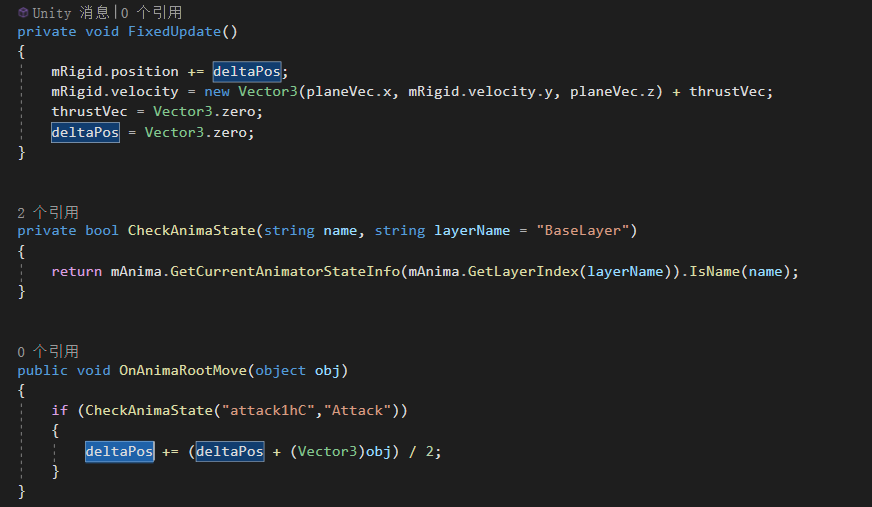 Unity 消息|0 个引用
private void FixedUpdate()
{
mRigid.position += deltaPos;
mRigid.velocity = new Vector3(planeVec.x, mRigid.velocity.y, planeVec.z) + thrustVec;
thrustVec = Vector3.zero;
deltaPos = Vector3.zero;
}
2 个引用
private bool CheckAnimaState(string name, string layerName = "BaseLayer")
{
return mAnima.GetCurrentAnimatorStateInfo(mAnima.GetLayerIndex(layerName)).IsName(name);
}
0 个引用
public void OnAnimaRootMove(object obj)
{
if (CheckAnimaState("attack1hC","Attack"))
{
deltaPos += (deltaPos + (Vector3)obj) / 2;
}
}